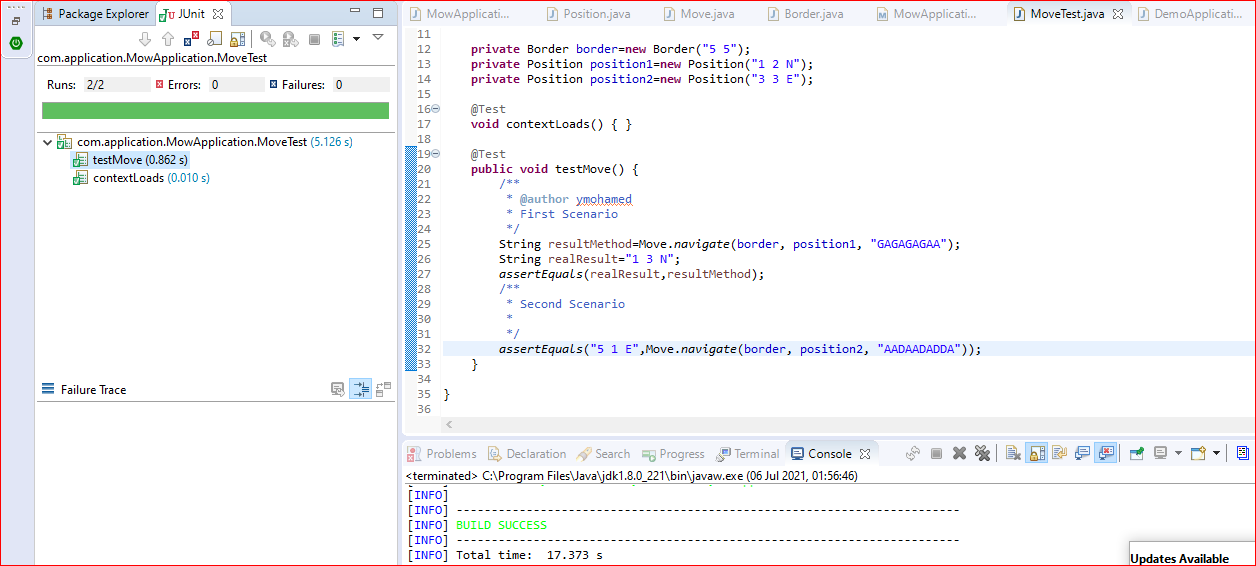 Package Explorer
JUnit
com.application.MowApplication.MoveTest
Runs: 2/2 Errors: 0 Failures: 0
com.application.MowApplication.MoveTest (5.126 s)
testMove (0.862 s)
contextLoads (0.010 s)
Failure Trace
MowApplicati...
Position.java
Move.java
Border.java
MowApplicati...
MoveTest.java
DemoApplicati...
11
12 private Border border=new Border("5 5");
13 private Position position1=new Position("1 2 N");
14 private Position position2=new Position("3 3 E");
15
16 @Test
17 void contextLoads() { }
18
19 @Test
20 public void testMove() {
21 /**
22 * @author ymohamed
23 * First Scenario
24 */
25 String resultMethod=Move.navigate(border, position1, "GAGAGAGAA");
26 String realResult="1 3 N";
27 assertEquals(realResult,resultMethod);
28 /**
29 * Second Scenario
30 *
31 */
32 assertEquals("5 1 E",Move.navigate(border, position2, "AADAADADDA"));
33 }
34
35 }
36
Problems
Declaration
Search
Progress
Terminal
Console
<terminated> C:\Program Files\Java\jdk1.8.0_221\bin\javaw.exe (06 Jul 2021, 01:56:46)
[INFO]
[INFO] ------------------------------------------------------------------------
[INFO] BUILD SUCCESS
[INFO] ------------------------------------------------------------------------
[INFO] Total time: 17.373 s
Updates Available